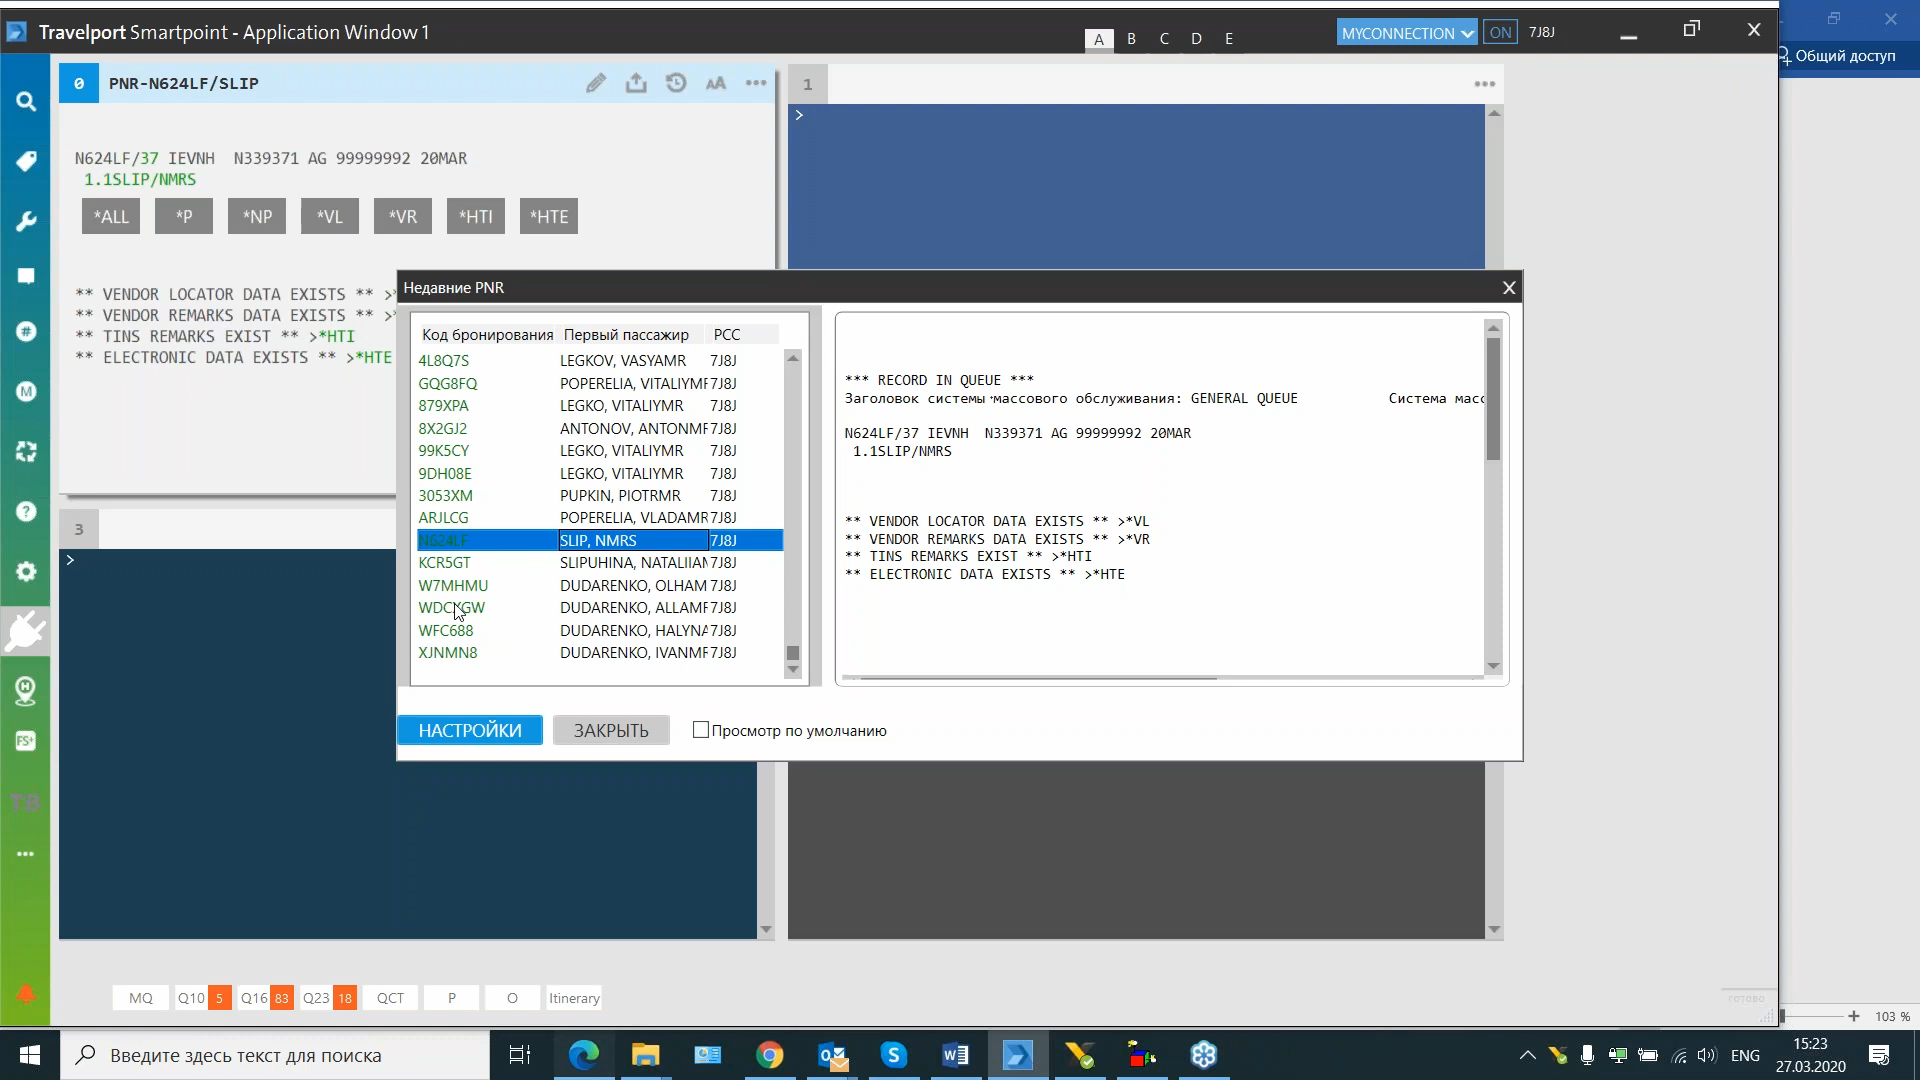 Travelport Smartpoint - Application Window 1
A B C D E
MYCONNECTION ON 7J8J
Общий доступ
0 PNR-N624LF/SLIP
AA
1
N624LF/37 IEVNH N339371 AG 99999992 20MAR
1.1SLIP/NMRS
*ALL *P *NP *VL *VR *HTI *HTE
** VENDOR LOCATOR DATA EXISTS ** >*
** VENDOR REMARKS DATA EXISTS ** >*
** TINS REMARKS EXIST ** >*HTI
** ELECTRONIC DATA EXISTS ** >*HTE
>
3
>
Недавние PNR
Код бронирования Первый пассажир PCC
4L8Q7S LEGKOV, VASYAMR 7J8J
GQG8FQ POPERELIA, VITALIYMF 7J8J
879XPA LEGKO, VITALIYMR 7J8J
8X2GJ2 ANTONOV, ANTONMF 7J8J
99K5CY LEGKO, VITALIYMR 7J8J
9DH08E LEGKO, VITALIYMR 7J8J
3053XM PUPKIN, PIOTRMR 7J8J
ARJLCG POPERELIA, VLADAMR 7J8J
N624LF SLIP, NMRS 7J8J
KCR5GT SLIPUHINA, NATALIIAM 7J8J
W7MHMU DUDARENKO, OLHAM 7J8J
DUDARENKO, ALLAMF 7J8J
WFC688 DUDARENKO, HALYNA 7J8J
XJNMN8 DUDARENKO, IVANMF 7J8J
*** RECORD IN QUEUE ***
Заголовок системы массового обслуживания: GENERAL QUEUE Система масс
N624LF/37 IEVNH N339371 AG 99999992 20MAR
1.1SLIP/NMRS
** VENDOR LOCATOR DATA EXISTS ** >*VL
** VENDOR REMARKS DATA EXISTS ** >*VR
** TINS REMARKS EXIST ** >*HTI
** ELECTRONIC DATA EXISTS ** >*HTE
НАСТРОЙКИ ЗАКРЫТЬ Просмотр по умолчанию
#
M
?
H
FS+
TB
MQ Q10 5 Q16 83 Q23 18 QCT P O Itinerary
готово
103 %
Введите здесь текст для поиска
ENG
15:23
27.03.2020